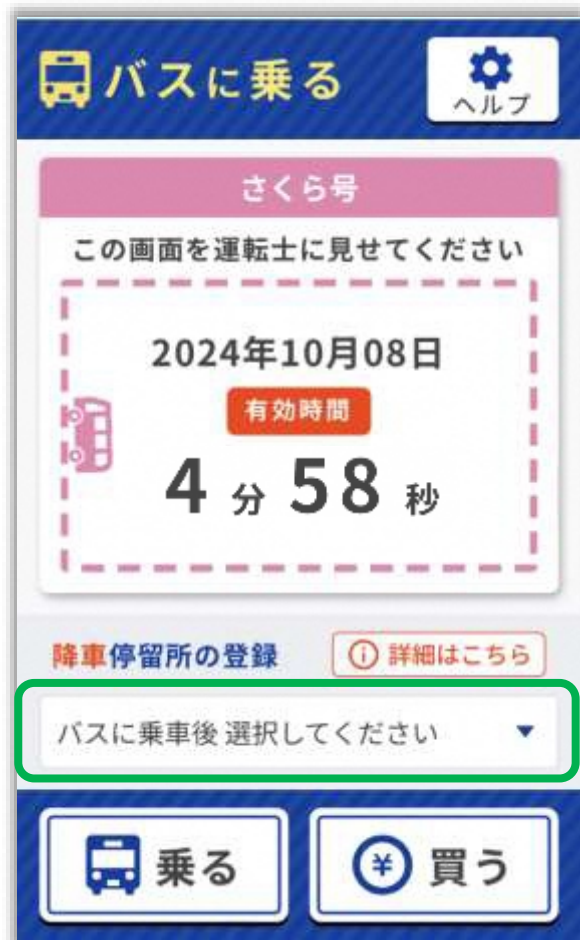 バスに乗る
ヘルプ
さくら号
この画面を運転士に見せてください
2024年10月08日
有効時間
4 分 58 秒
降車停留所の登録
詳細はこちら
バスに乗車後 選択してください
乗る
¥ 買う